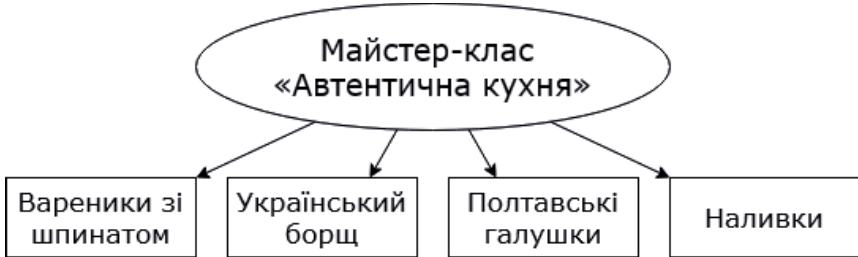 Майстер-клас
«Автентична кухня»
Вареники зі
шпинатом
Український
борщ
Полтавські
галушки
Наливки